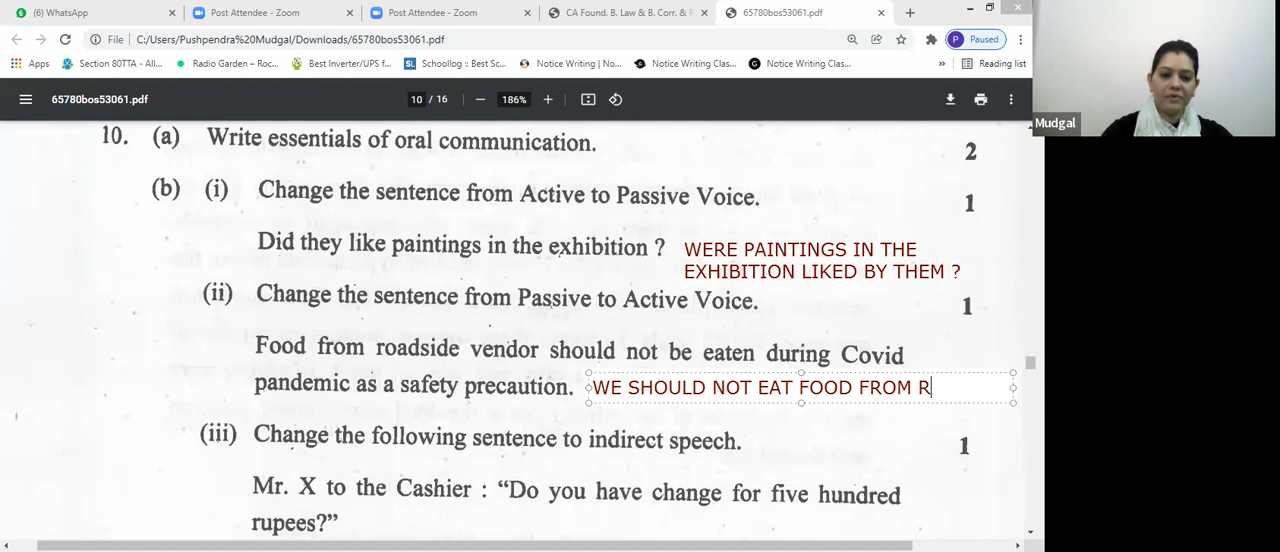 (6) WhatsApp
Post Attendee - Zoom
Post Attendee - Zoom
CA Found. B. Law & B. Corr. & R
65780bos53061.pdf
File C:/Users/Pushpendra%20Mudgal/Downloads/65780bos53061.pdf
P Paused
Apps Section 80TTA - All... Radio Garden – Roc... Best Inverter/UPS f... SL Schoollog :: Best Sc... Notice Writing | No... Notice Writing Clas... G Notice Writing Clas... » Reading list
65780bos53061.pdf 10 / 16 — 186% +
Mudgal
10. (a) Write essentials of oral communication. 2
(b) (i) Change the sentence from Active to Passive Voice. 1
Did they like paintings in the exhibition ? WERE PAINTINGS IN THE
EXHIBITION LIKED BY THEM ?
(ii) Change the sentence from Passive to Active Voice. 1
Food from roadside vendor should not be eaten during Covid
pandemic as a safety precaution. WE SHOULD NOT EAT FOOD FROM R
(iii) Change the following sentence to indirect speech. 1
Mr. X to the Cashier : “Do you have change for five hundred
rupees?”